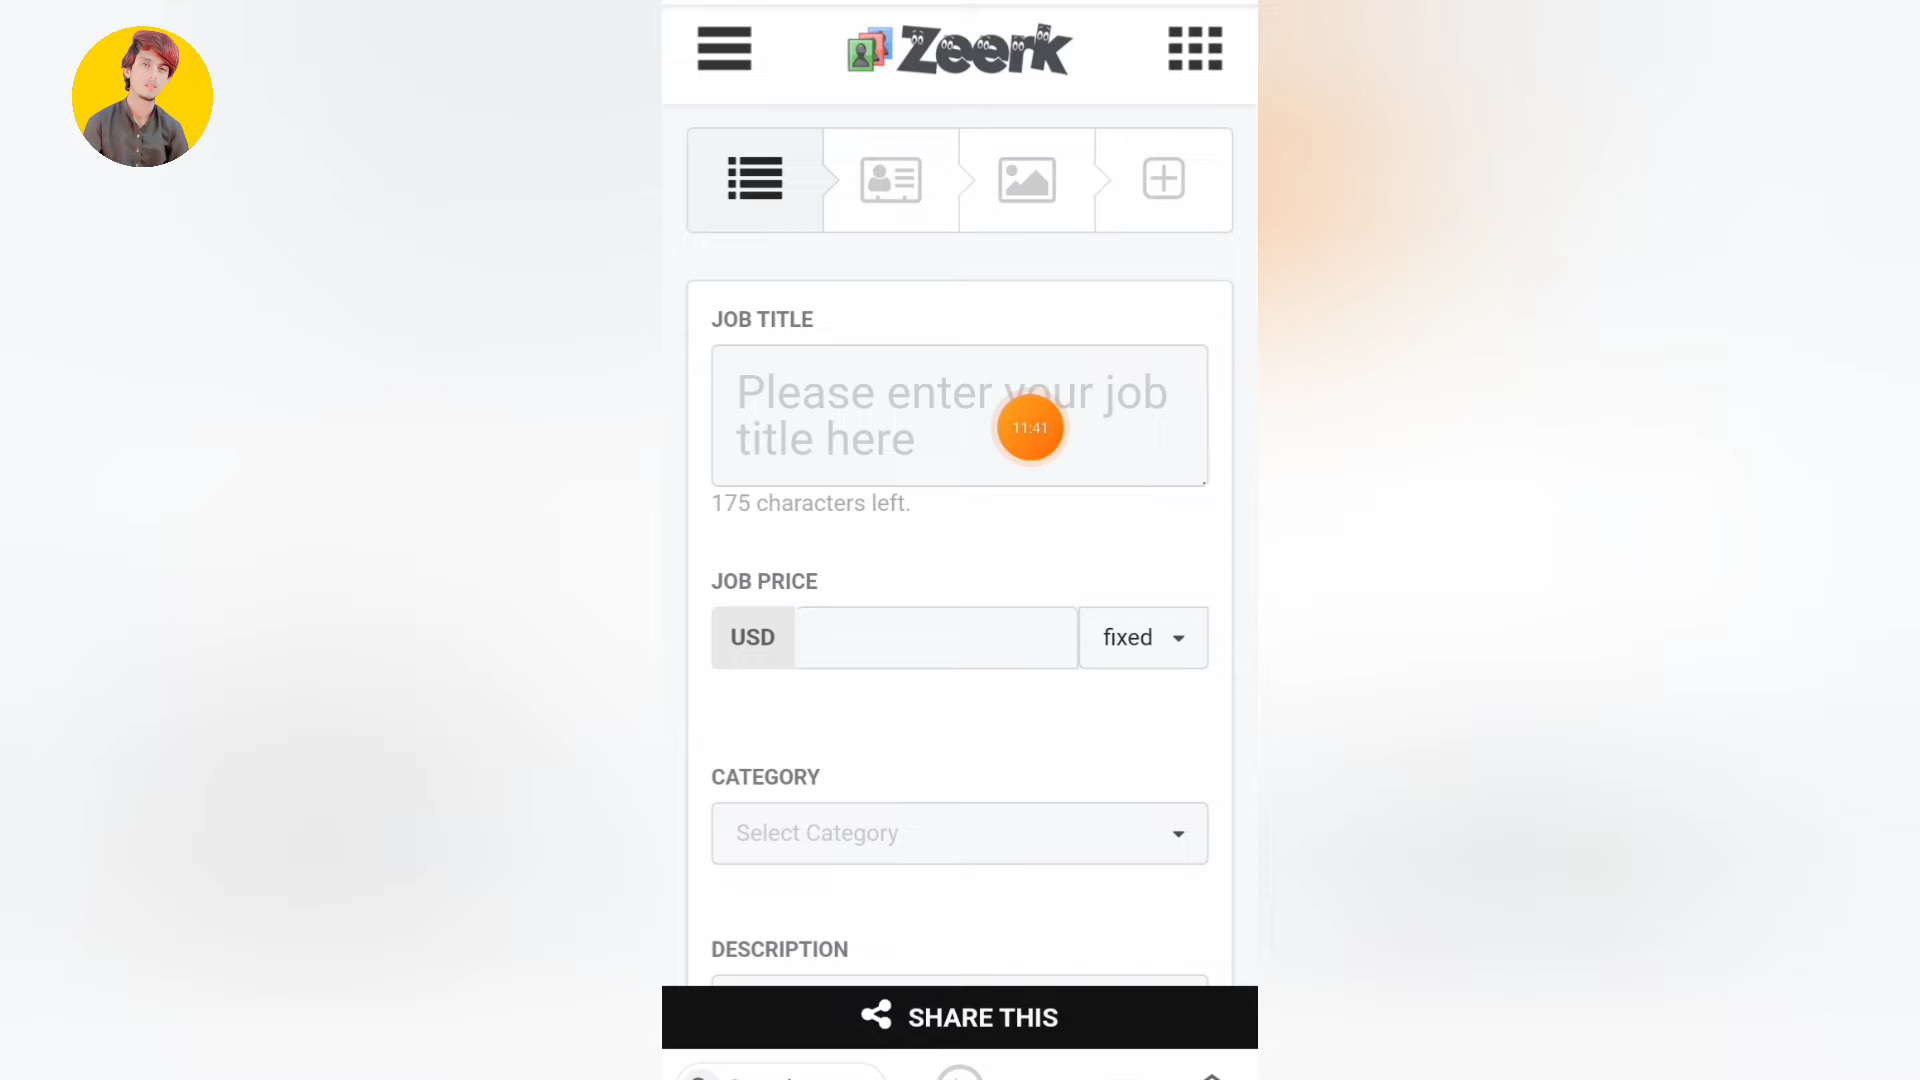 Zeerk
JOB TITLE
Please enter your job
title here
11:41
175 characters left.
JOB PRICE
USD
fixed
CATEGORY
Select Category
DESCRIPTION
SHARE THIS